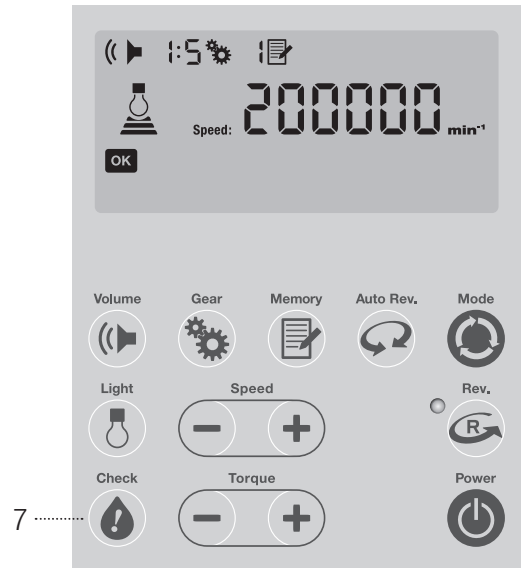 1:5 1
Speed: 200000 min⁻¹
OK
Volume Gear Memory Auto Rev. Mode
Light Speed Rev.
R
Check Torque Power
7